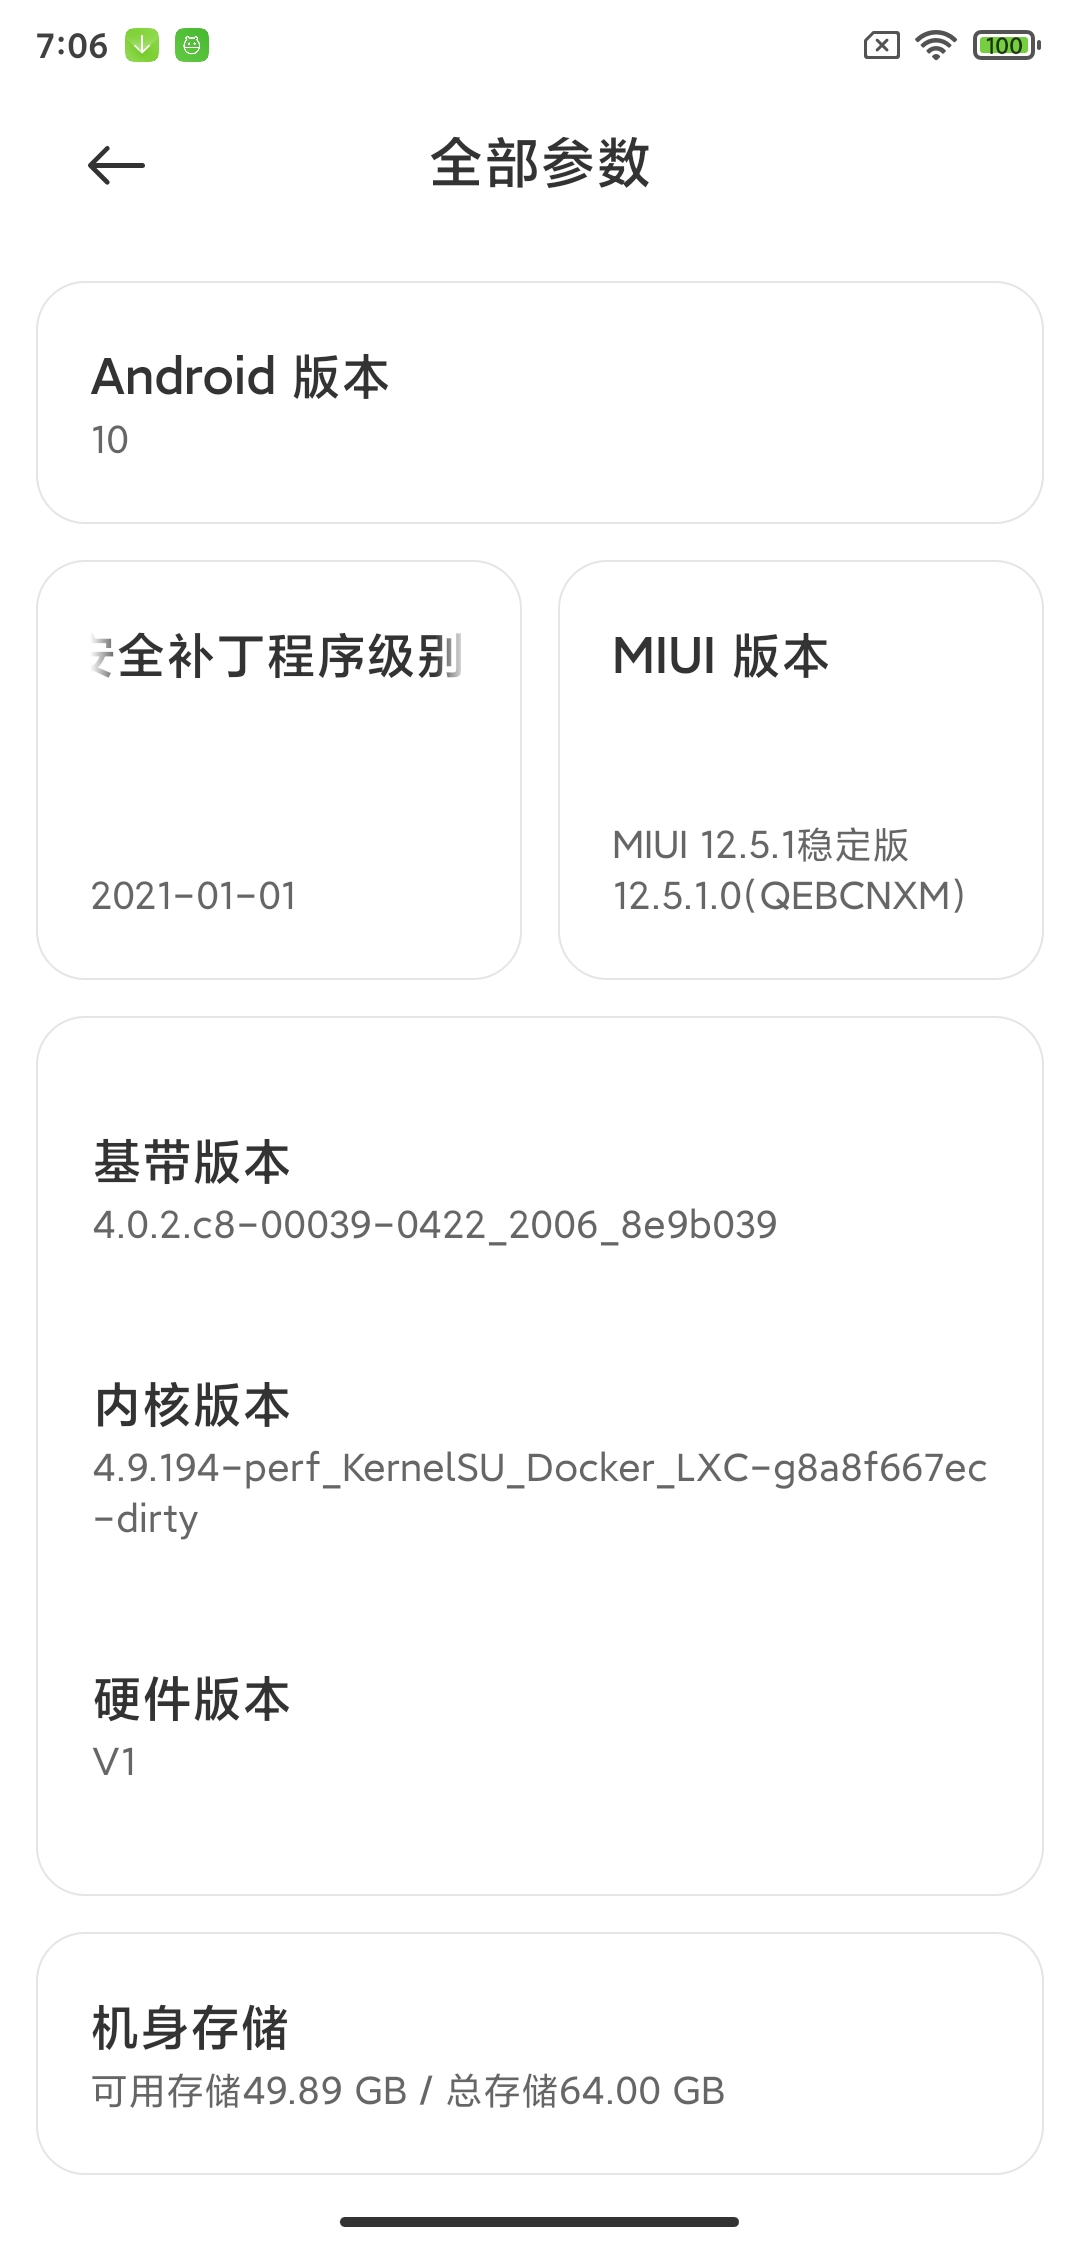 7:06
100
全部参数
Android 版本
10
安全补丁程序级别
2021-01-01
MIUI 版本
MIUI 12.5.1稳定版
12.5.1.0(QEBCNXM)
基带版本
4.0.2.c8-00039-0422_2006_8e9b039
内核版本
4.9.194-perf_KernelSU_Docker_LXC-g8a8f667ec
-dirty
硬件版本
V1
机身存储
可用存储49.89 GB / 总存储64.00 GB